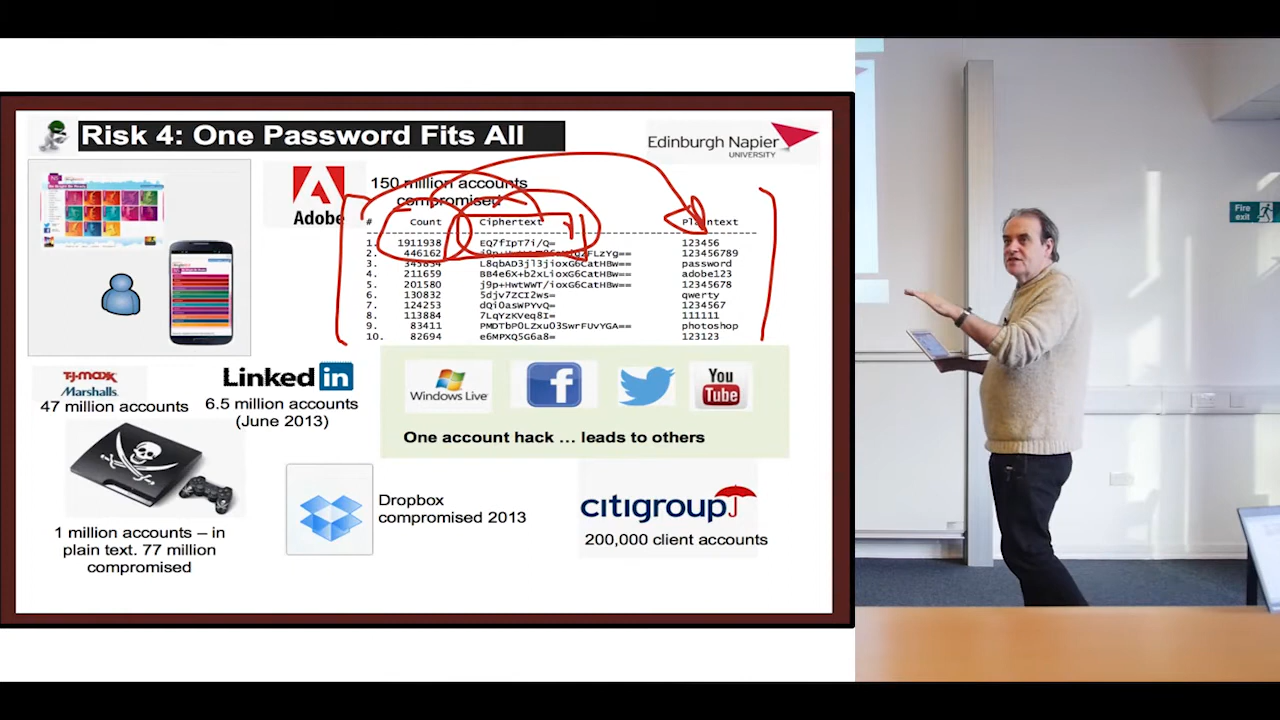 Risk 4: One Password Fits All
Edinburgh Napier
UNIVERSITY
Adobe
150 million accounts
compromised
# Count Ciphertext Plaintext
1. 1911938 EQ7fIpT7i/Q= 123456
2. 446162 123456789
3. 345834 L8qbAD3jl3jioxG6CatHBw== password
4. 211659 BB4e6X+b2xLioxG6CatHBw== adobe123
5. 201580 j9p+HwtWWT/ioxG6CatHBw== 12345678
6. 130832 5djv7ZCI2ws= qwerty
7. 124253 dQi0asWPYvQ= 1234567
8. 113884 7LqYzKVeq8I= 111111
9. 83411 PMDTbP0LZxu03SwrFUvYGA== photoshop
10. 82694 e6MPXQ5G6a8= 123123
T·J·maxx
Marshalls.
47 million accounts
Linked in
6.5 million accounts
(June 2013)
Windows Live
f
You
Tube
One account hack … leads to others
1 million accounts – in
plain text. 77 million
compromised
Dropbox
compromised 2013
citigroup
200,000 client accounts
Fire
exit